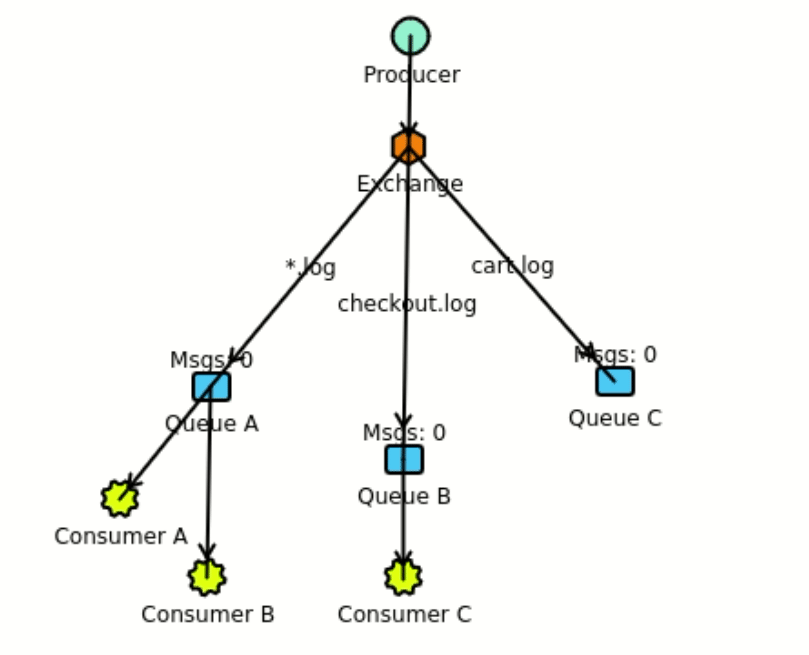 Producer
Exchange
*.log
cart.log
checkout.log
Msgs: 0
Msgs: 0
Queue A
Queue C
Msgs: 0
Queue B
Consumer A
Consumer B
Consumer C